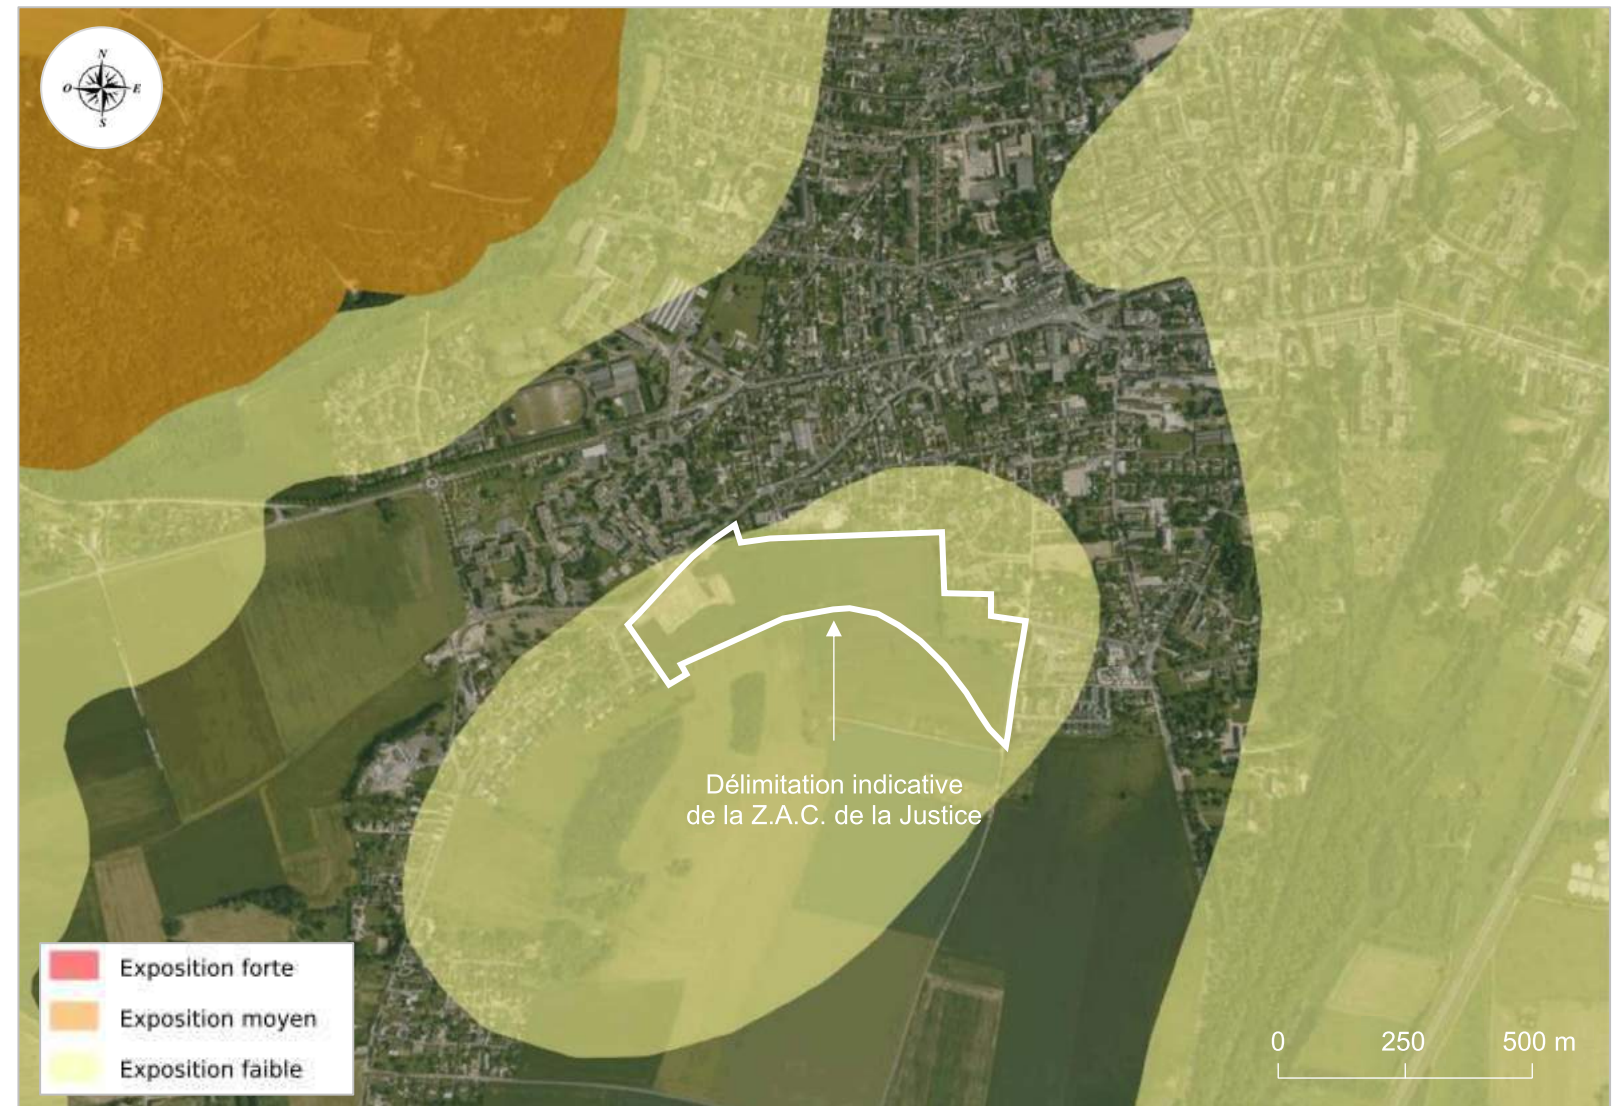 N
O E
S
Délimitation indicative
de la Z.A.C. de la Justice
Exposition forte
Exposition moyen
Exposition faible
0 250 500 m